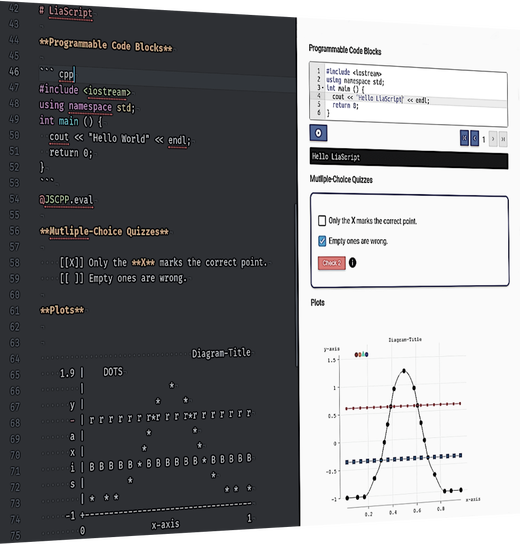 42
43 # LiaScript
44
45 **Programmable Code Blocks**
46 ``` cpp
47 #include <iostream>
48 using namespace std;
49 int main () {
50 cout << "Hello World" << endl;
51 return 0;
52 }
53 ```
54 @JSCPP.eval
55
56 **Mutliple-Choice Quizzes**
57
58 [[X]] Only the **X** marks the correct point.
59 [[ ]] Empty ones are wrong.
60
61 **Plots**
62
63
64 Diagram-Title
65 1.9 | DOTS
66 | *
67 y | * *
68 - | r r r r r r*r r r*r r r r r r r
69 a | * *
70 x | * *
71 i | B B B B B * B B B B B B * B B B B B B
72 s | * *
73 | * * * * * *
74 -1 +------------------------------------
75 0 x-axis 1
Programmable Code Blocks
1 #include <iostream>
2 using namespace std;
3 int main () {
4 cout << "Hello LiaScript" << endl;
5 return 0;
6 }
1
Hello LiaScript
Mutliple-Choice Quizzes
Only the X marks the correct point.
Empty ones are wrong.
Check 2
Plots
Diagram-Title
y-axis
1.5
1
0.5
0
-0.5
-1
x-axis
0.2 0.4 0.6 0.8